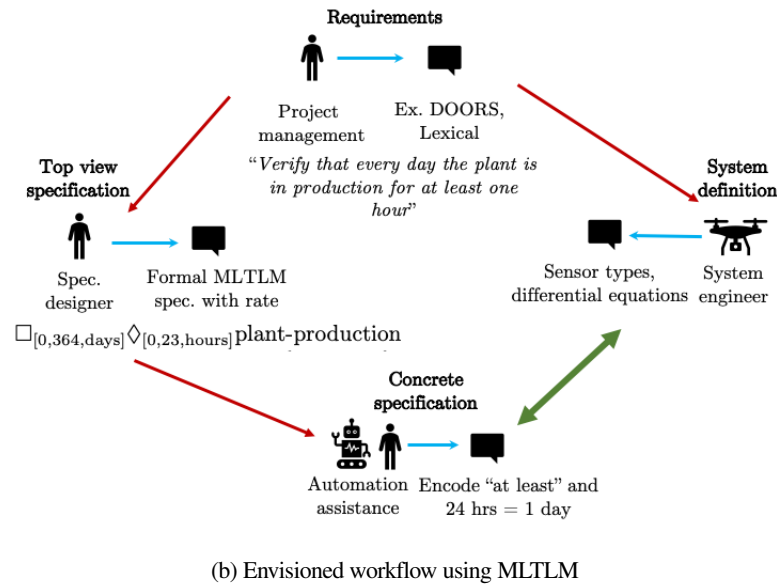 Requirements
Project
management
Ex. DOORS,
Lexical
“Verify that every day the plant is
in production for at least one
hour”
Top view
specification
Spec.
designer
Formal MLTLM
spec. with rate
□[0,364,days]◊[0,23,hours]plant-production
System
definition
Sensor types,
differential equations
System
engineer
Concrete
specification
Automation
assistance
Encode “at least” and
24 hrs = 1 day
(b) Envisioned workflow using MLTLM